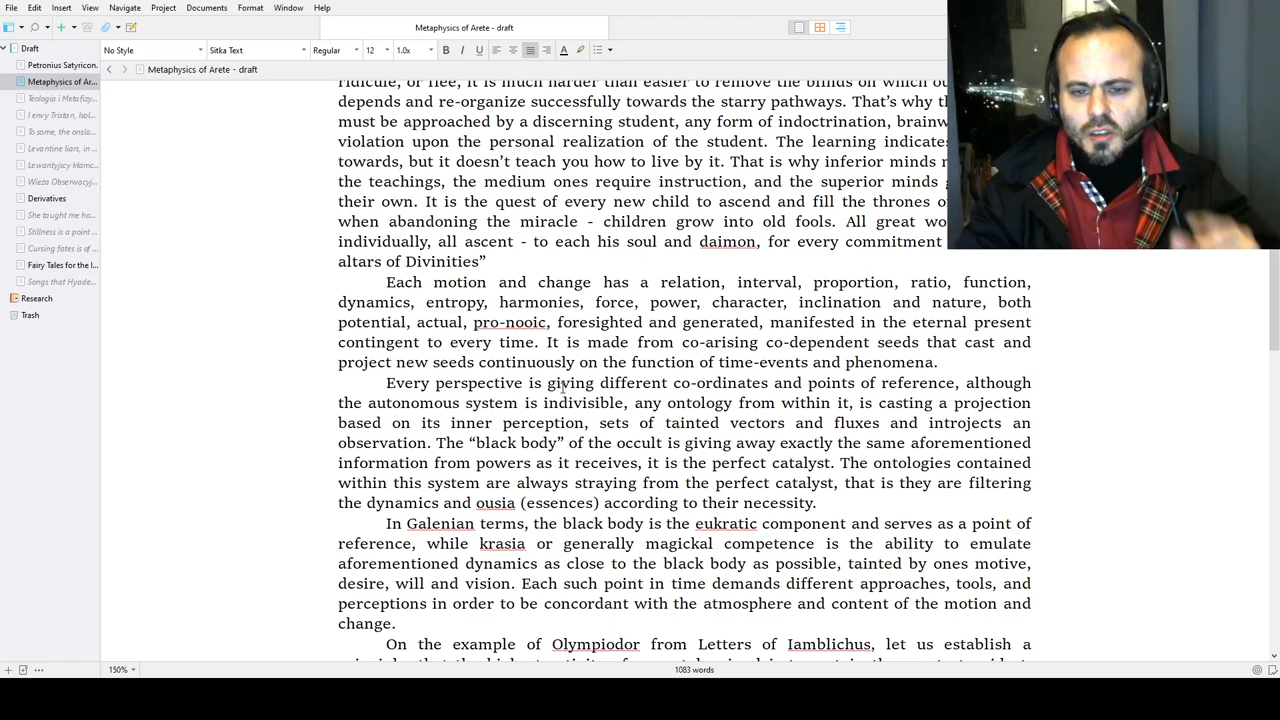 File Edit View Insert Navigate Project Documents Format Window Help
Metaphysics of Arete - draft
No Style Sitka Text Regular 12 1.0x B I U A
Draft
Metaphysics of Arete - draft
Petronius Satyricon.
Metaphysics of Ar...
Teologia i Metafizy...
I envy Tristan, Isol...
To some, the onsla...
Levantine liars, in ...
Lewantyjscy kłamc...
Wieża Obserwacyj...
Derivatives
She taught me ho...
Stillness is a point ...
Cursing fates is of ...
Fairy Tales for the I...
Songs that Hyade...
Research
Trash
ridicule, or flee, it is much harder than easier to remove the blinds on which ou
depends and re-organize successfully towards the starry pathways. That's why th
must be approached by a discerning student, any form of indoctrination, brainw
violation upon the personal realization of the student. The learning indicates
towards, but it doesn't teach you how to live by it. That is why inferior minds
the teachings, the medium ones require instruction, and the superior minds
their own. It is the quest of every new child to ascend and fill the thrones o
when abandoning the miracle - children grow into old fools. All great wo
individually, all ascent - to each his soul and daimon, for every commitment
altars of Divinities"
Each motion and change has a relation, interval, proportion, ratio, function,
dynamics, entropy, harmonies, force, power, character, inclination and nature, both
potential, actual, pro-nooic, foresighted and generated, manifested in the eternal present
contingent to every time. It is made from co-arising co-dependent seeds that cast and
project new seeds continuously on the function of time-events and phenomena.
Every perspective is giving different co-ordinates and points of reference, although
the autonomous system is indivisible, any ontology from within it, is casting a projection
based on its inner perception, sets of tainted vectors and fluxes and introjects an
observation. The “black body” of the occult is giving away exactly the same aforementioned
information from powers as it receives, it is the perfect catalyst. The ontologies contained
within this system are always straying from the perfect catalyst, that is they are filtering
the dynamics and ousia (essences) according to their necessity.
In Galenian terms, the black body is the eukratic component and serves as a point of
reference, while krasia or generally magickal competence is the ability to emulate
aforementioned dynamics as close to the black body as possible, tainted by ones motive,
desire, will and vision. Each such point in time demands different approaches, tools, and
perceptions in order to be concordant with the atmosphere and content of the motion and
change.
On the example of Olympiodor from Letters of Iamblichus, let us establish a
150% 1083 words